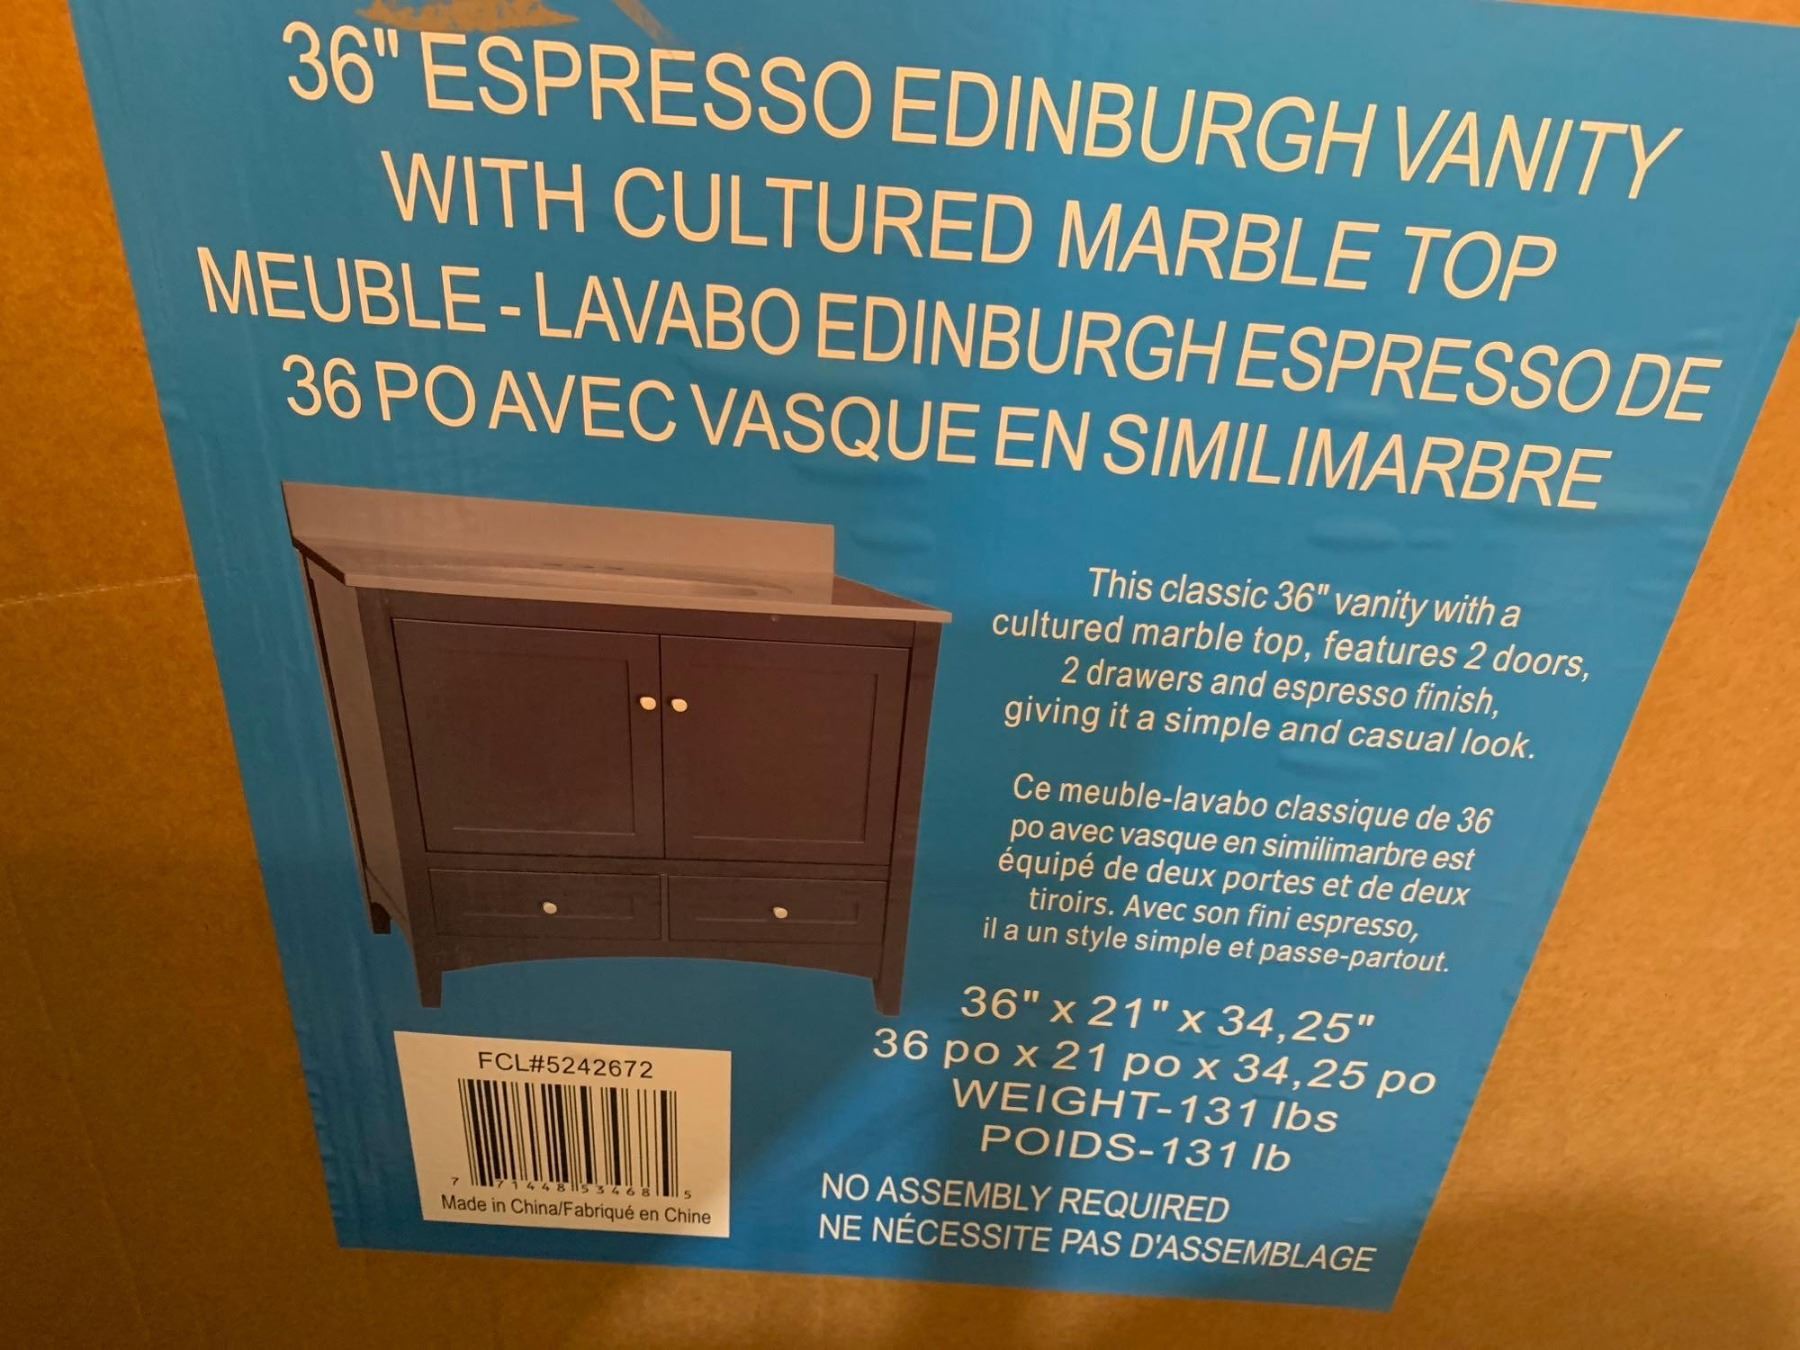 36" ESPRESSO EDINBURGH VANITY
WITH CULTURED MARBLE TOP
MEUBLE - LAVABO EDINBURGH ESPRESSO DE
36 PO AVEC VASQUE EN SIMILIMARBRE
This classic 36" vanity with a
cultured marble top, features 2 doors,
2 drawers and espresso finish,
giving it a simple and casual look.
Ce meuble-lavabo classique de 36
po avec vasque en similimarbre est
équipé de deux portes et de deux
tiroirs. Avec son fini espresso,
il a un style simple et passe-partout.
36" x 21" x 34,25"
36 po x 21 po x 34,25 po
WEIGHT-131 lbs
POIDS-131 lb
NO ASSEMBLY REQUIRED
NE NÉCESSITE PAS D'ASSEMBLAGE
FCL#5242672
7 71448 53468 5
Made in China/Fabriqué en Chine